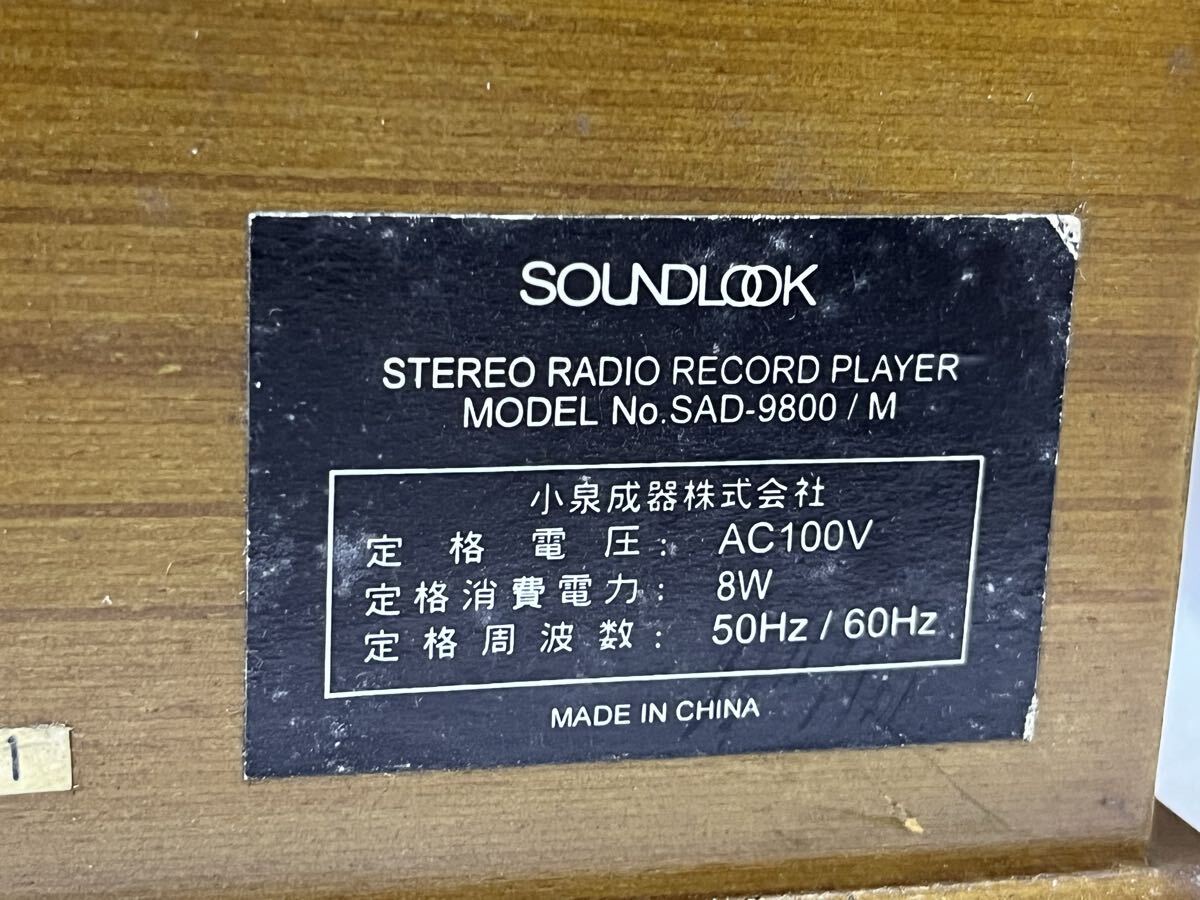 SOUNDLOOK
STEREO RADIO RECORD PLAYER
MODEL No.SAD-9800 / M
小泉成器株式会社
定格電圧: AC100V
定格消費電力: 8W
定格周波数: 50Hz / 60Hz
MADE IN CHINA
1